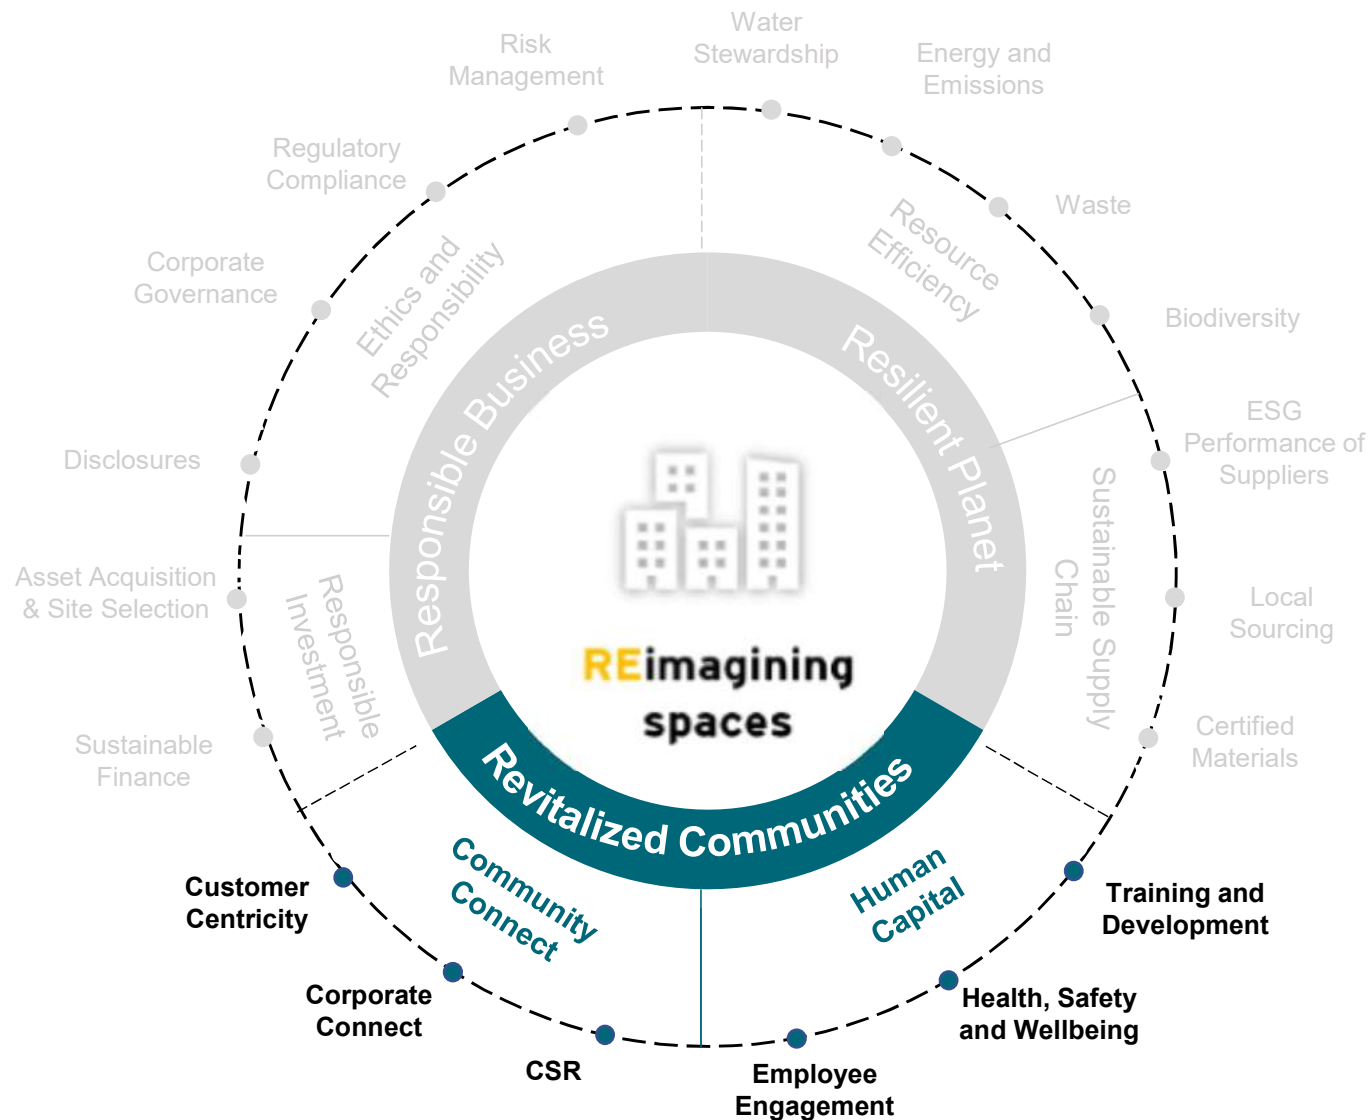 Water
Stewardship
Energy and
Emissions
Waste
Biodiversity
ESG
Performance of
Suppliers
Local
Sourcing
Certified
Materials
Training and
Development
Health, Safety
and Wellbeing
Employee
Engagement
CSR
Corporate
Connect
Customer
Centricity
Sustainable
Finance
Asset Acquisition
& Site Selection
Disclosures
Corporate
Governance
Regulatory
Compliance
Risk
Management
Ethics and
Responsibility
Resource
Efficiency
Sustainable Supply
Chain
Human
Capital
Community
Connect
Responsible
Investment
Responsible Business
Resilient Planet
Revitalized Communities
REimagining
spaces